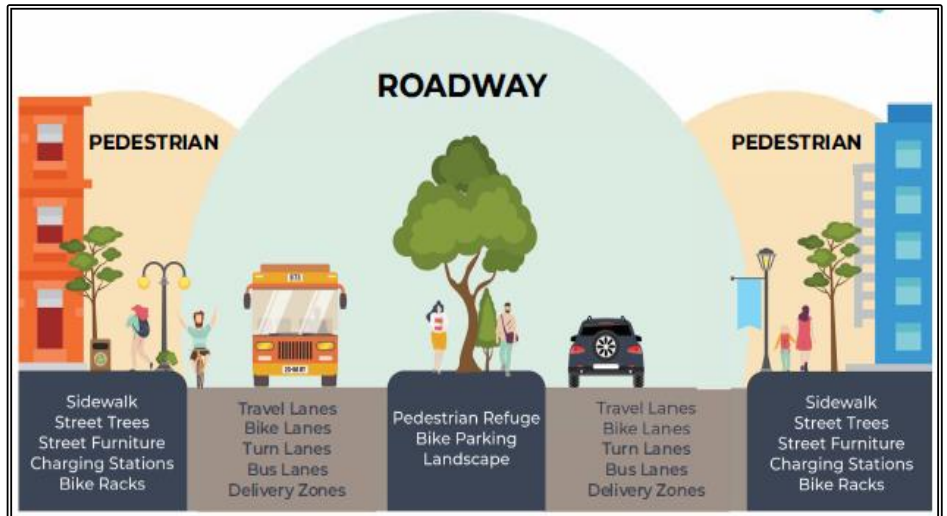 ROADWAY
PEDESTRIAN
PEDESTRIAN
Sidewalk
Street Trees
Street Furniture
Charging Stations
Bike Racks
Travel Lanes
Bike Lanes
Turn Lanes
Bus Lanes
Delivery Zones
Pedestrian Refuge
Bike Parking
Landscape
Travel Lanes
Bike Lanes
Turn Lanes
Bus Lanes
Delivery Zones
Sidewalk
Street Trees
Street Furniture
Charging Stations
Bike Racks